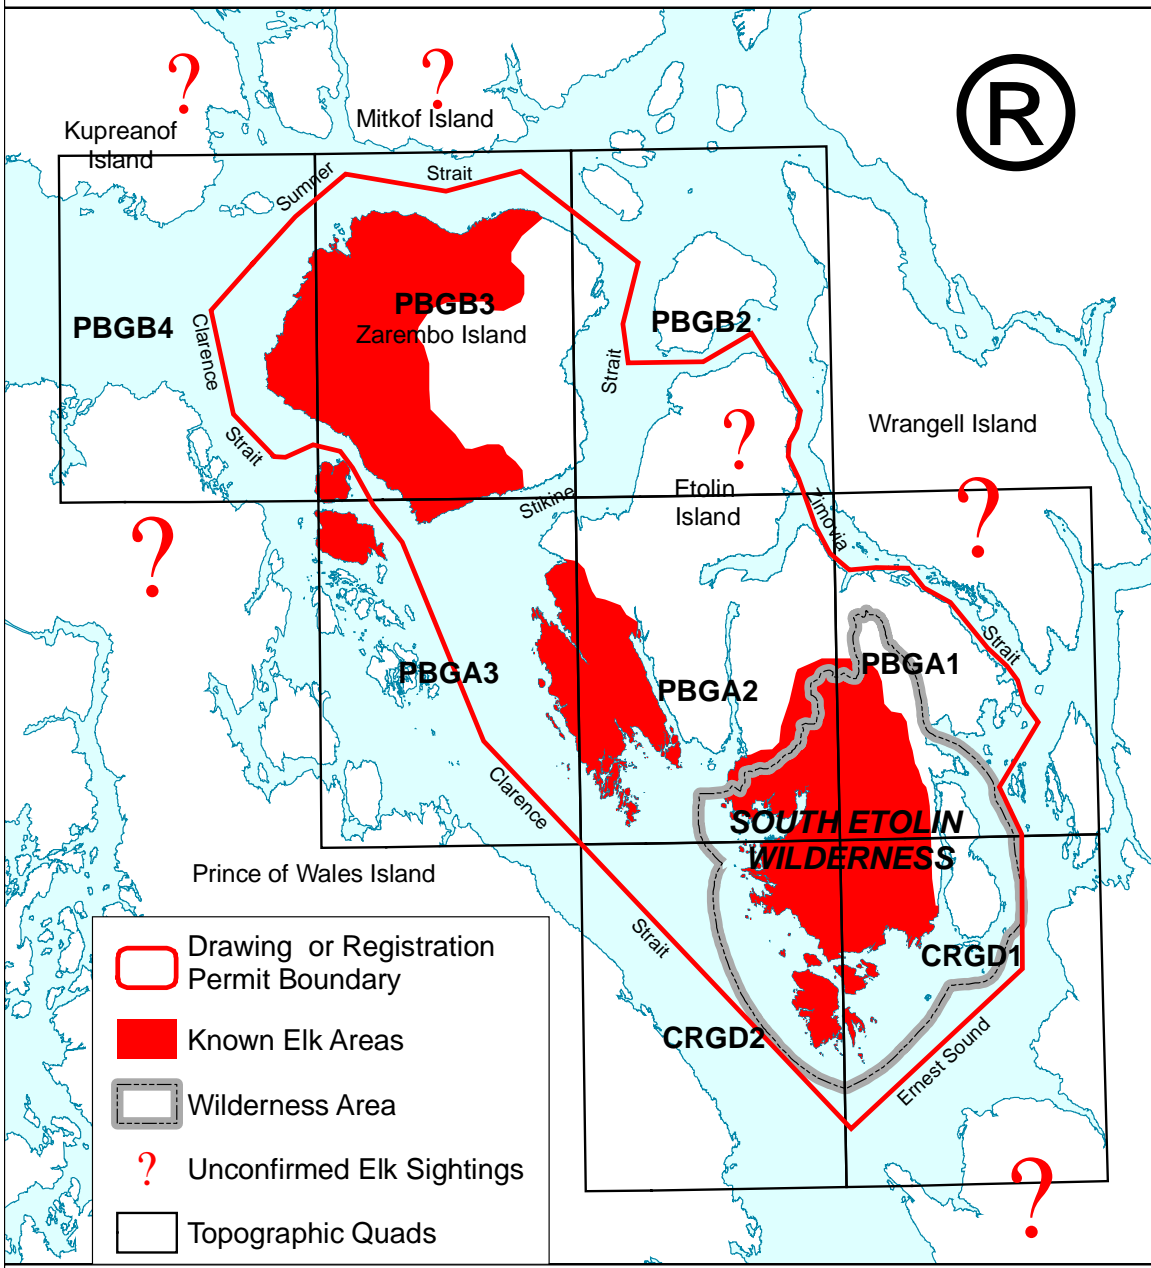 ®
?
?
Kupreanof
Island
Mitkof Island
Sumner
Strait
PBGB4
Clarence
Strait
PBGB3
Zarembo Island
PBGB2
Strait
Stikine
?
Wrangell Island
Etolin
Island
?
?
Zimovia
Strait
PBGA3
PBGA2
PBGA1
Clarence
Strait
SOUTH ETOLIN
WILDERNESS
Prince of Wales Island
CRGD1
CRGD2
Ernest Sound
?
Drawing or Registration
Permit Boundary
Known Elk Areas
Wilderness Area
? Unconfirmed Elk Sightings
Topographic Quads